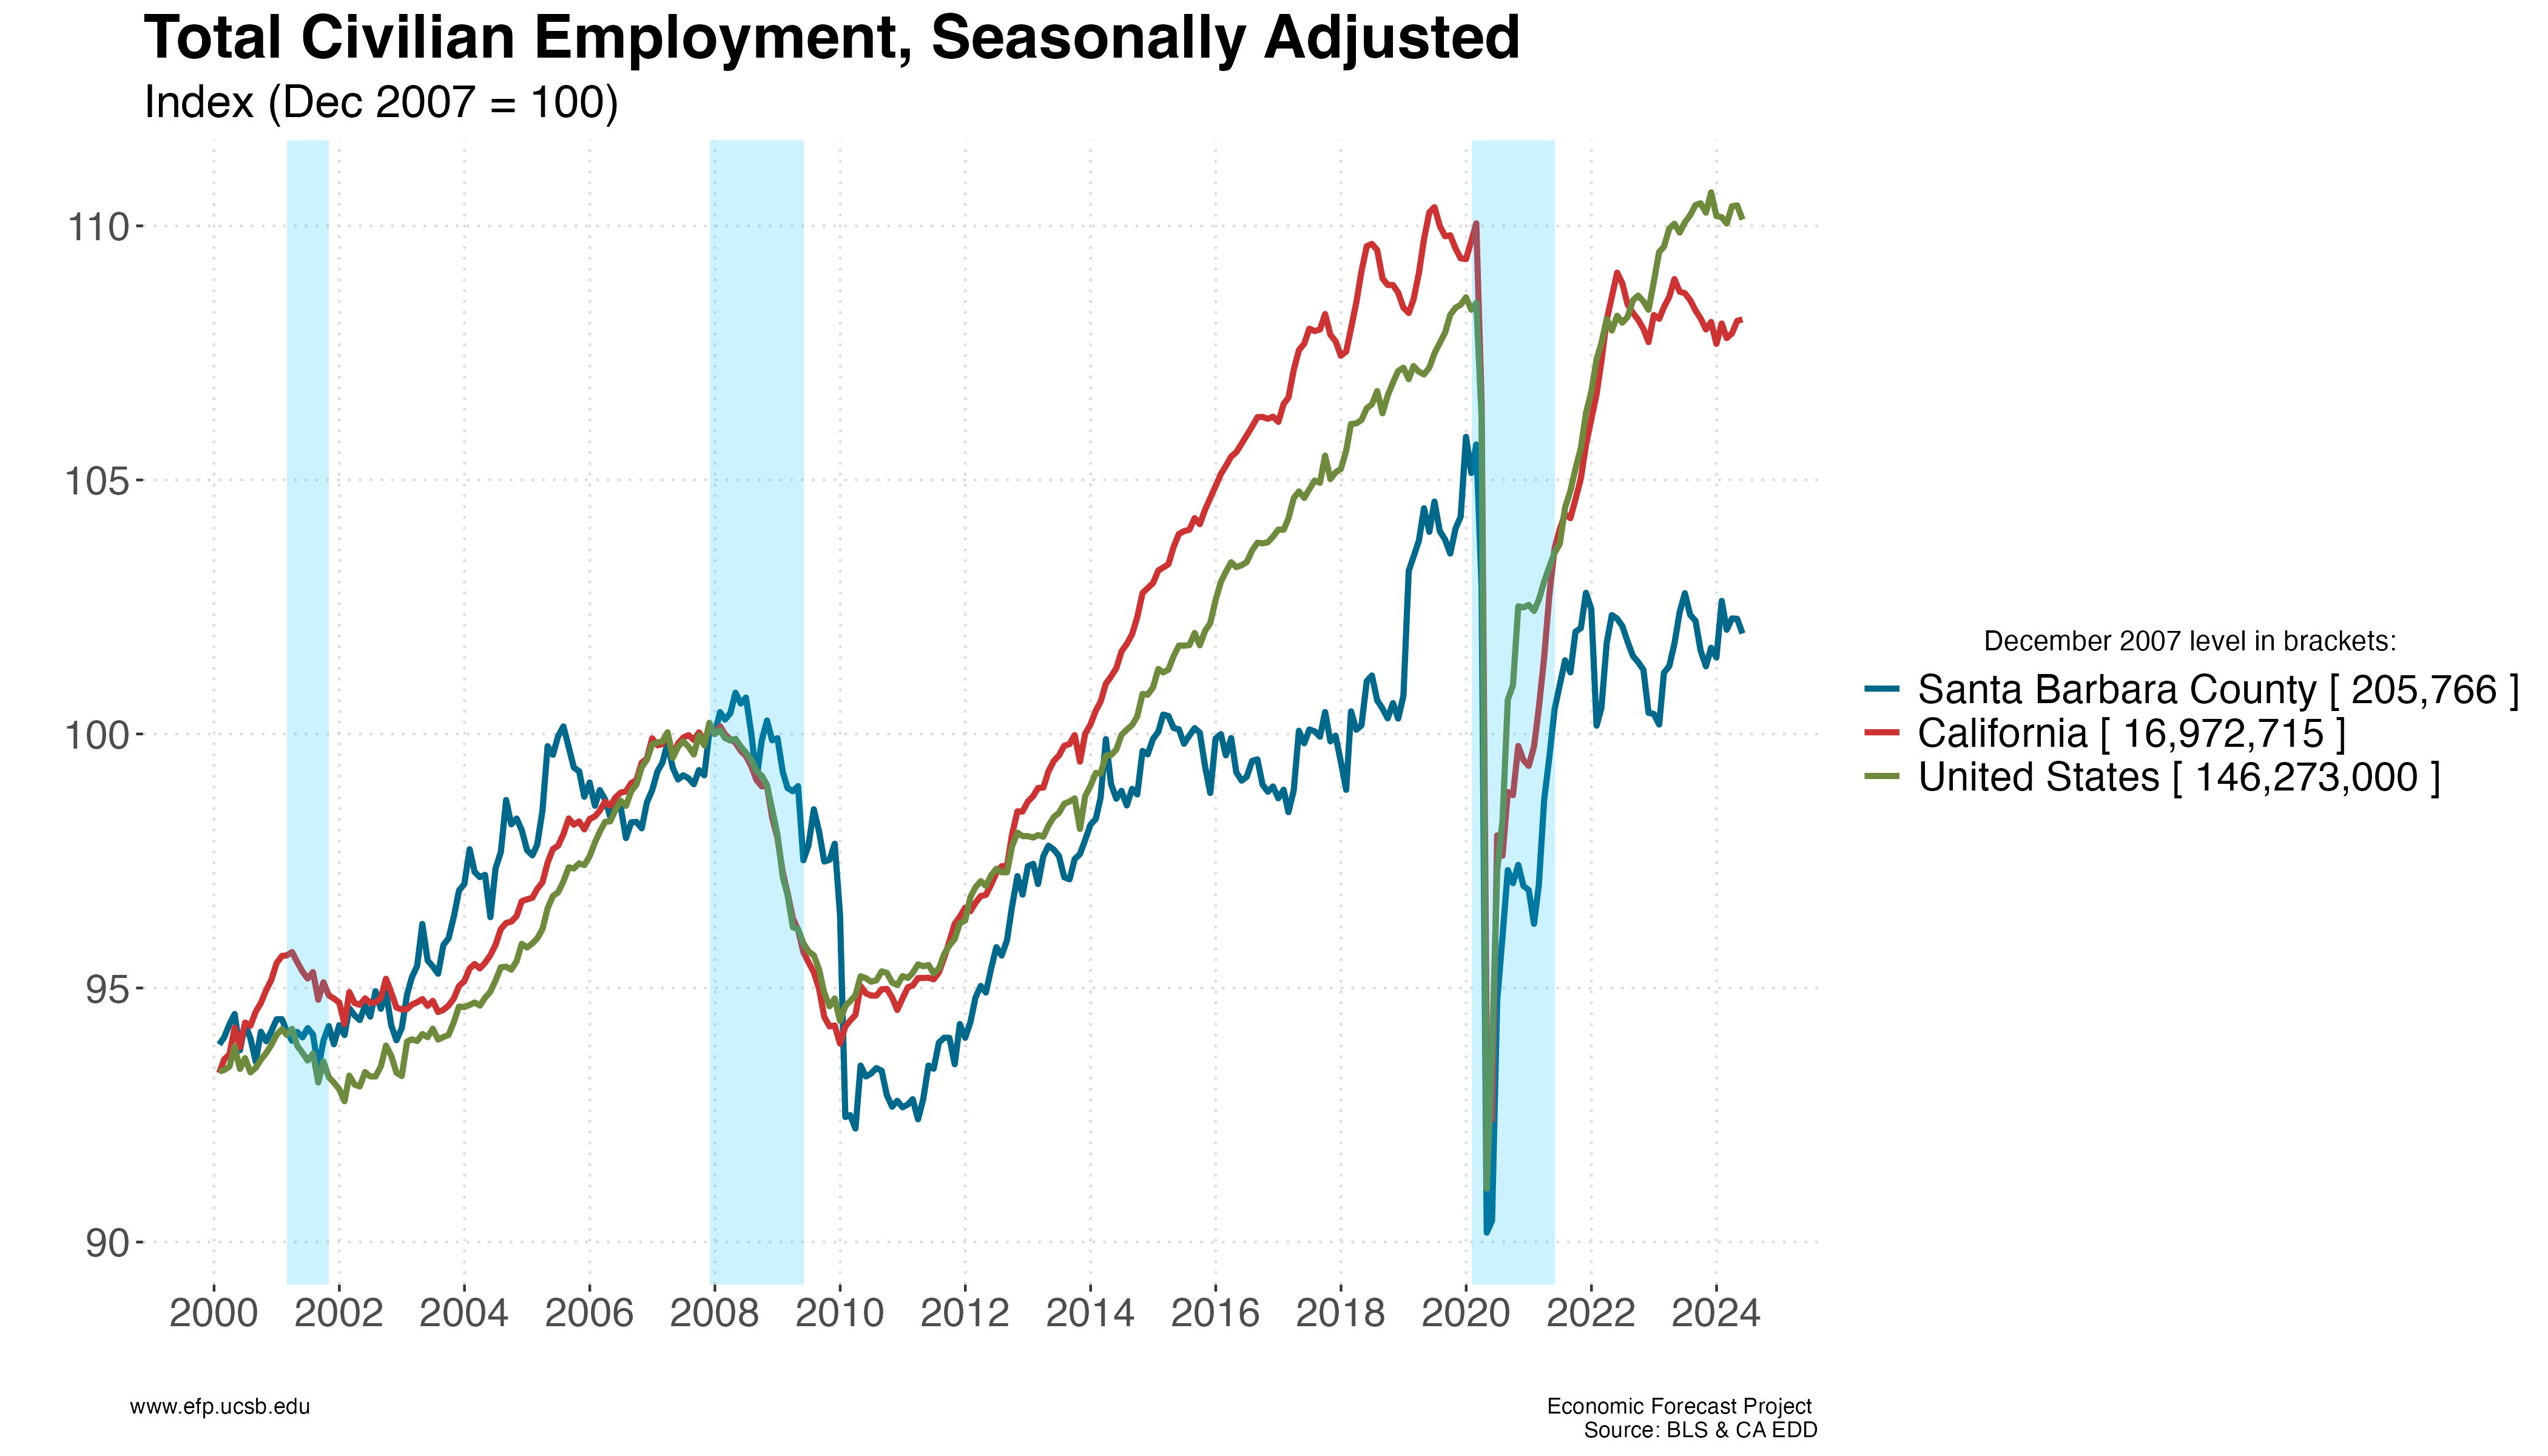 Total Civilian Employment, Seasonally Adjusted
Index (Dec 2007 = 100)
110
105
100
95
90
2000 2002 2004 2006 2008 2010 2012 2014 2016 2018 2020 2022 2024
December 2007 level in brackets:
Santa Barbara County [ 205,766 ]
California [ 16,972,715 ]
United States [ 146,273,000 ]
www.efp.ucsb.edu
Economic Forecast Project
Source: BLS & CA EDD